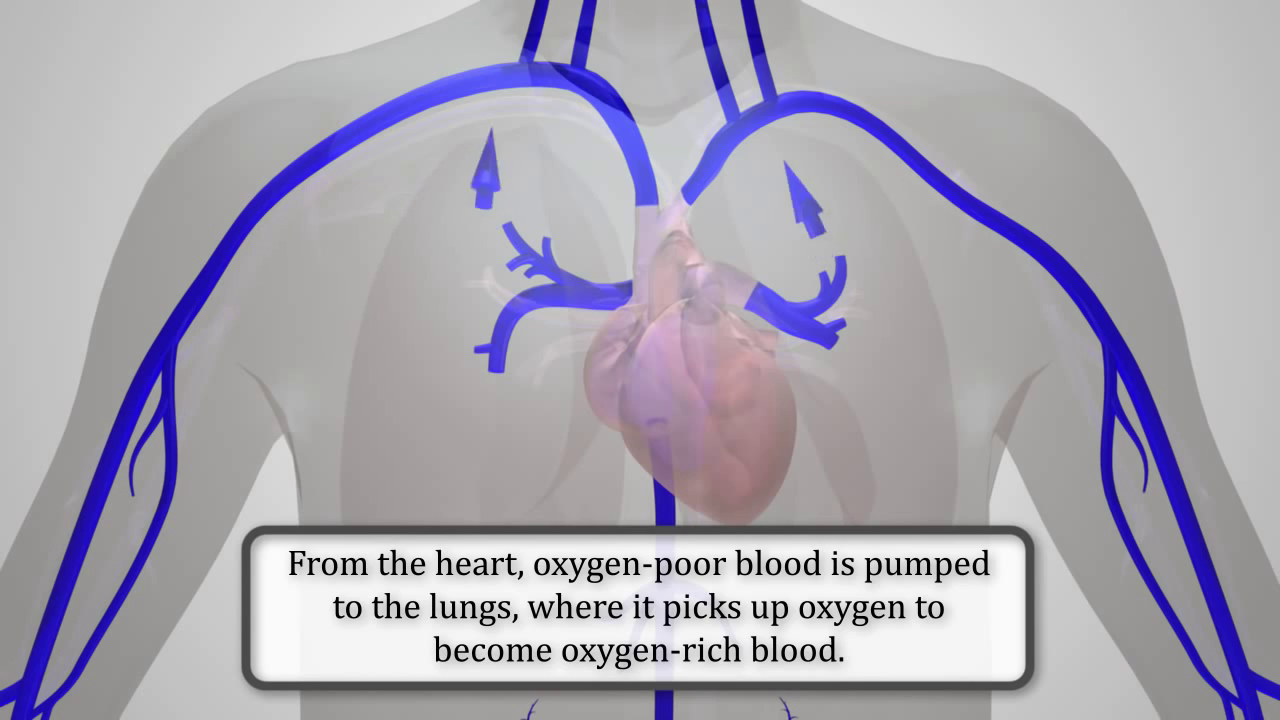 From the heart, oxygen-poor blood is pumped
to the lungs, where it picks up oxygen to
become oxygen-rich blood.